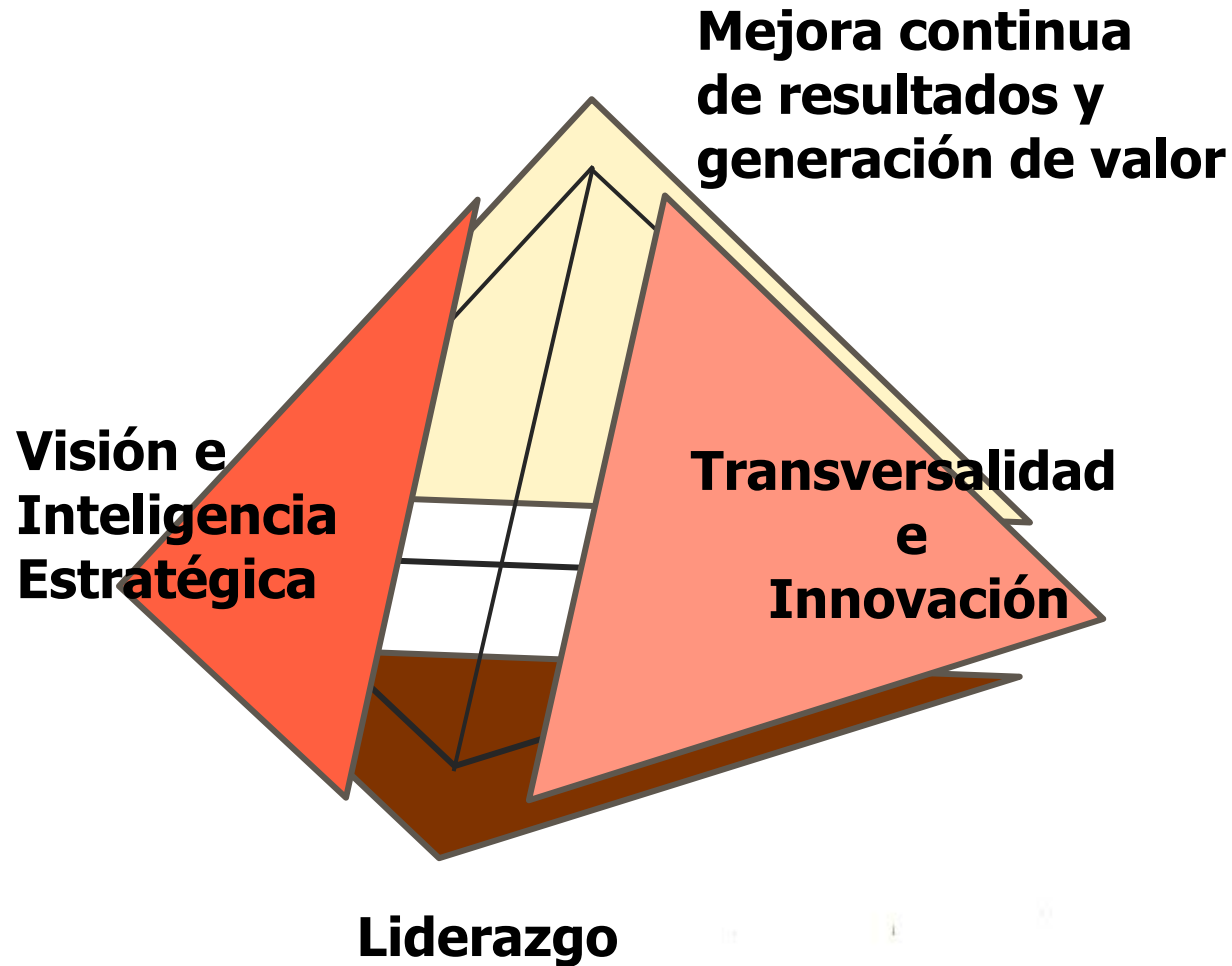 Mejora continua
de resultados y
generación de valor
Visión e
Inteligencia
Estratégica
Transversalidad
e
Innovación
Liderazgo